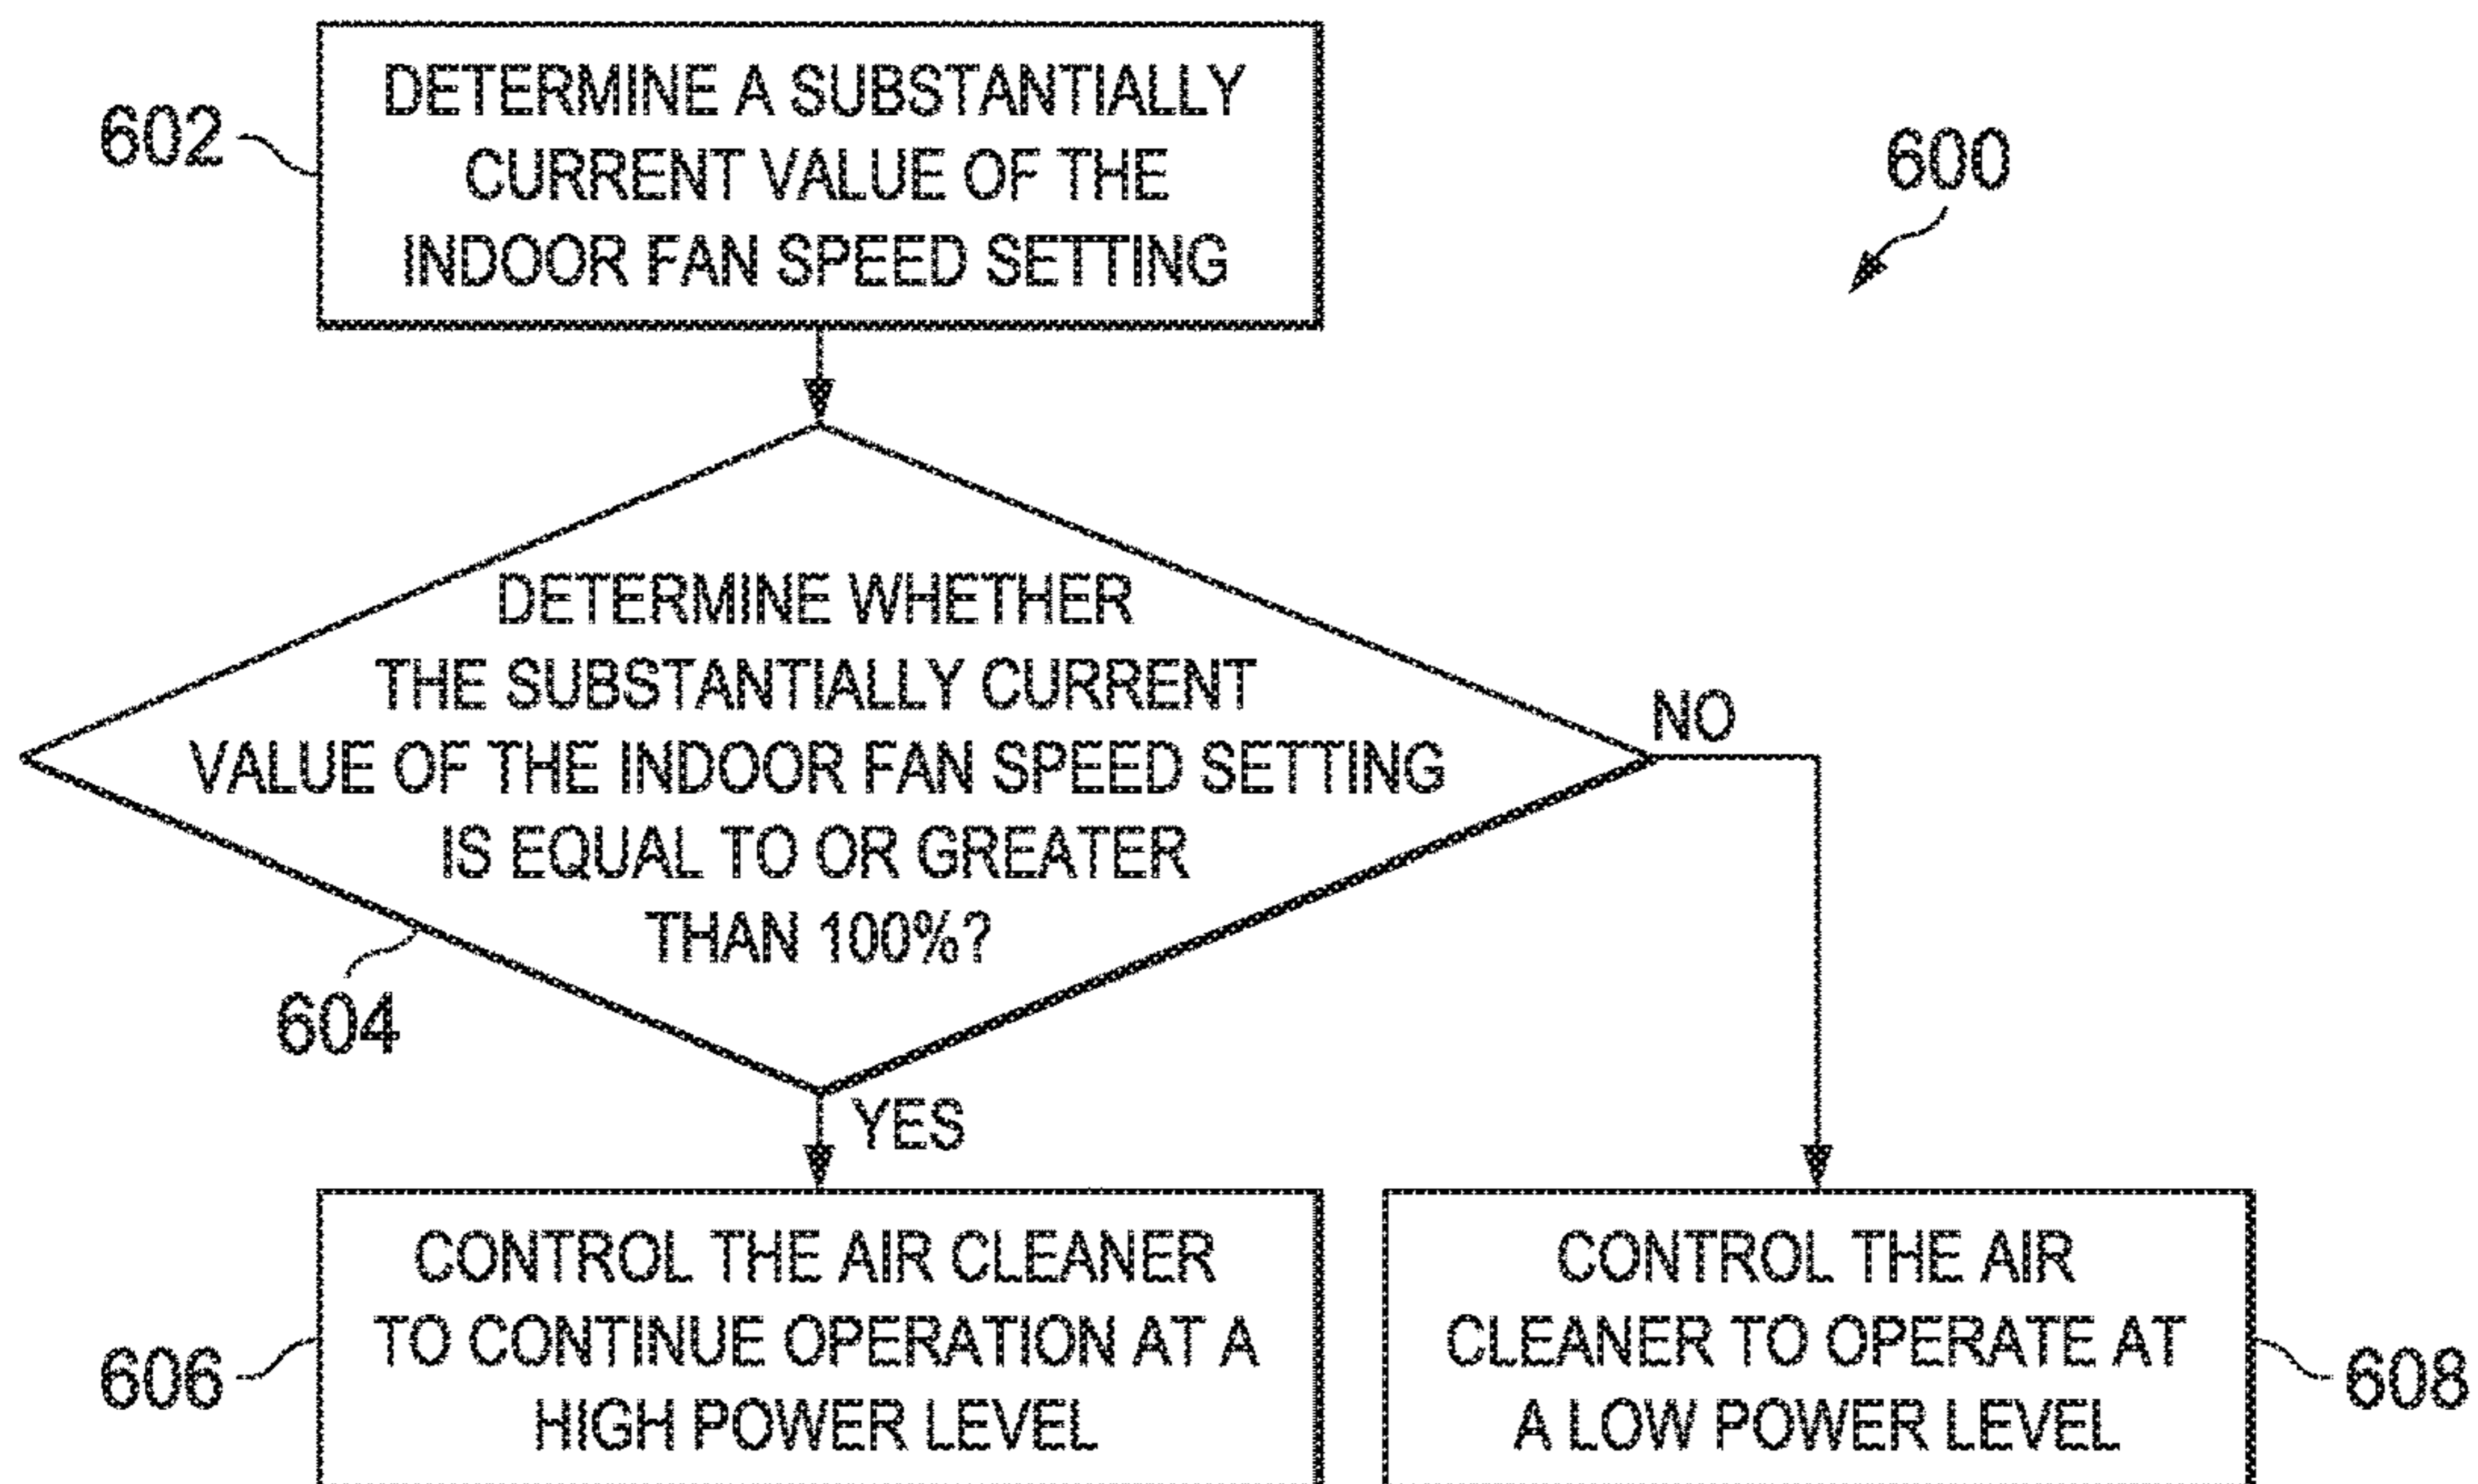 602
DETERMINE A SUBSTANTIALLY
CURRENT VALUE OF THE
INDOOR FAN SPEED SETTING
600
DETERMINE WHETHER
THE SUBSTANTIALLY CURRENT
VALUE OF THE INDOOR FAN SPEED SETTING
IS EQUAL TO OR GREATER
THAN 100%?
604
NO
YES
606
CONTROL THE AIR CLEANER
TO CONTINUE OPERATION AT A
HIGH POWER LEVEL
CONTROL THE AIR
CLEANER TO OPERATE AT
A LOW POWER LEVEL
608